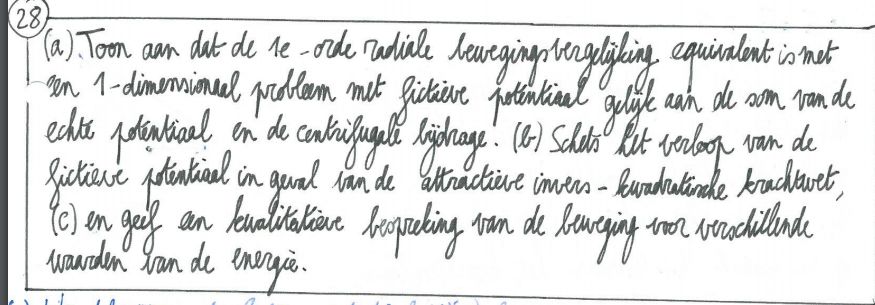 28
(a) Toon aan dat de 1e-orde radiale bewegingsvergelijking equivalent is met
een 1-dimensionaal probleem met fictieve potentiaal gelijk aan de som van de
echte potentiaal en de centrifugale bijdrage. (b) Schets het verloop van de
fictieve potentiaal in geval van de attractieve invers-kwadratische krachtwet,
(c) en geef een kwalitatieve bespreking van de beweging voor verschillende
waarden van de energie.